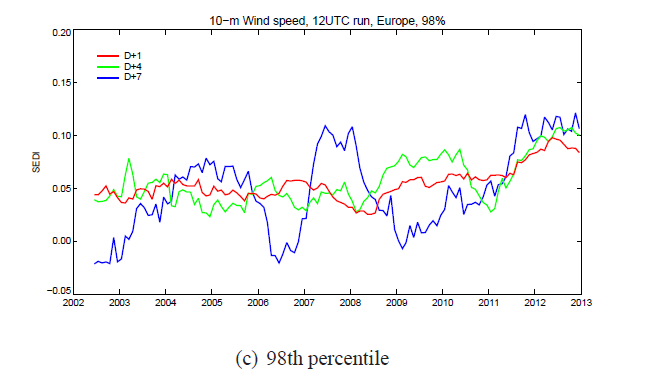 10−m Wind speed, 12UTC run, Europe, 98%
0.20
D+1
D+4
D+7
0.15
0.10
SEDI
0.05
0.00
−0.05
2002 2003 2004 2005 2006 2007 2008 2009 2010 2011 2012 2013
(c) 98th percentile